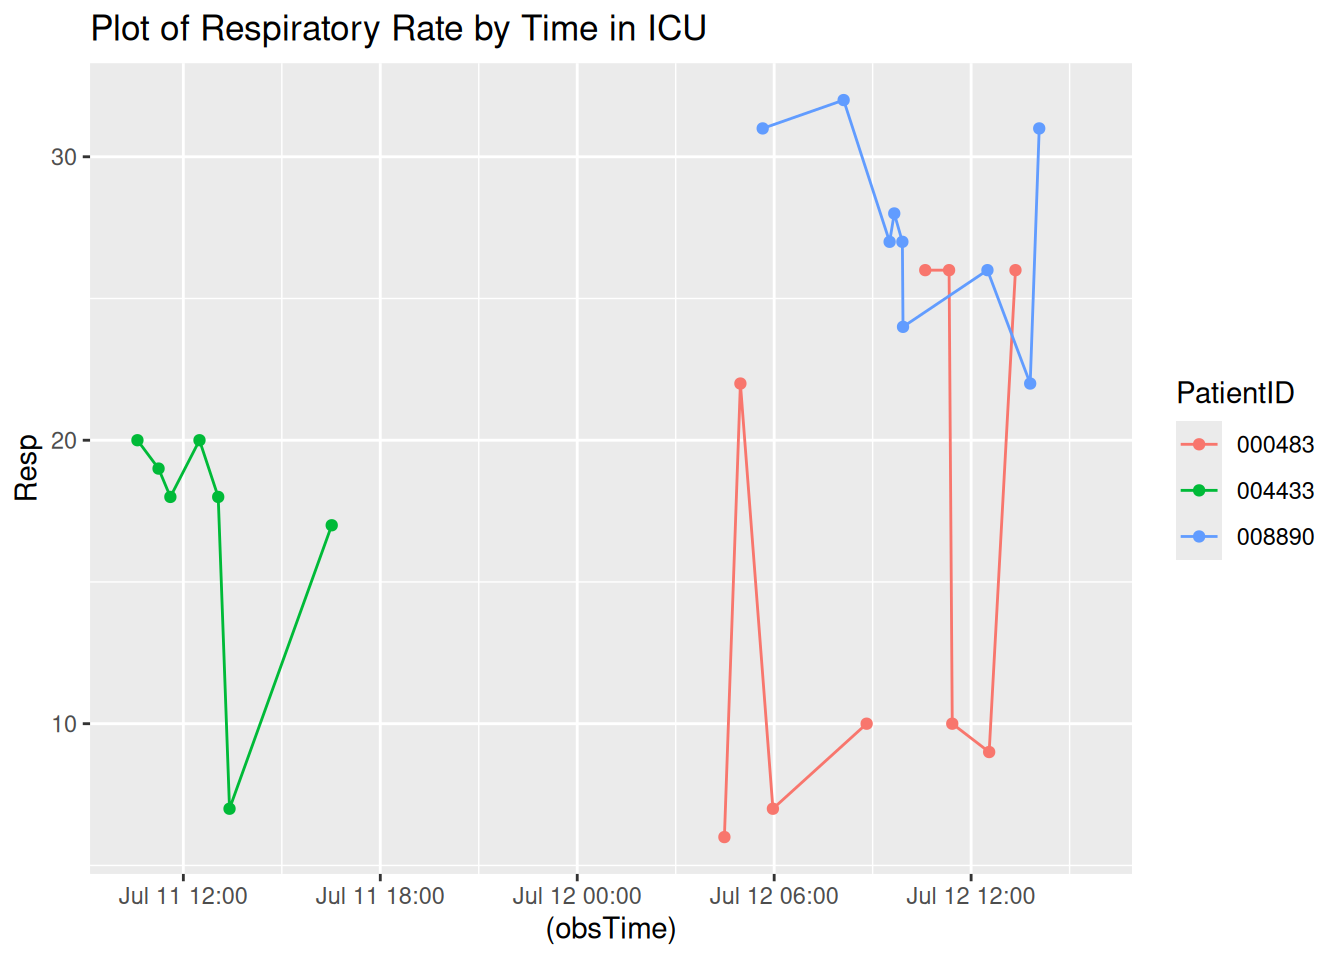 Plot of Respiratory Rate by Time in ICU
30
20
10
Resp
Jul 11 12:00 Jul 11 18:00 Jul 12 00:00 Jul 12 06:00 Jul 12 12:00
(obsTime)
PatientID
000483
004433
008890